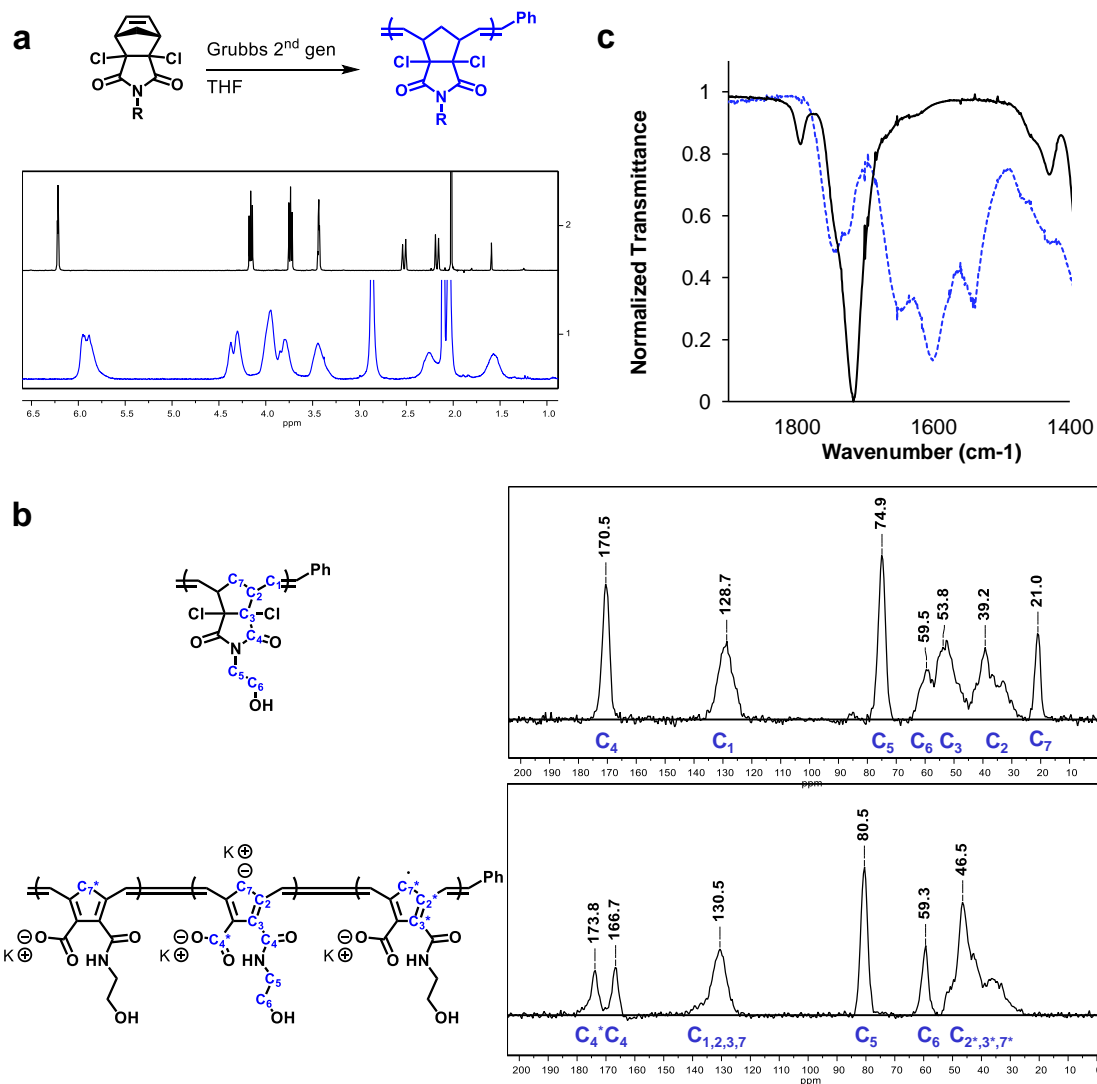 a
Grubbs 2nd gen
THF
Cl
Cl
O
N
O
R
Ph
Cl
Cl
O
N
O
R
2
1
6.5 6.0 5.5 5.0 4.5 4.0 3.5 3.0 2.5 2.0 1.5 1.0
ppm
c
Normalized Transmittance
1
0.8
0.6
0.4
0.2
0
1800 1600 1400
Wavenumber (cm-1)
b
Ph
C7 C1
C2
Cl C3 Cl
O C4 O
N
C5
C6
OH
170.5
128.7
74.9
59.5
53.8
39.2
21.0
C4 C1 C5 C6 C3 C2 C7
200 190 180 170 160 150 140 130 120 110 100 90 80 70 60 50 40 30 20 10
ppm
K⊕
⊖
Ph
C7* C7 C7*
C2 C2*
C3 C3*
⊖ O O
K⊕ O NH
OH
⊖ O C4* C4 O
K⊕ O HN
C5
C6
OH
⊖ O O
K⊕ O NH
OH
173.8
166.7
130.5
80.5
59.3
46.5
C4* C4 C1,2,3,7 C5 C6 C2*,3*,7*
200 190 180 170 160 150 140 130 120 110 100 90 80 70 60 50 40 30 20 10
ppm